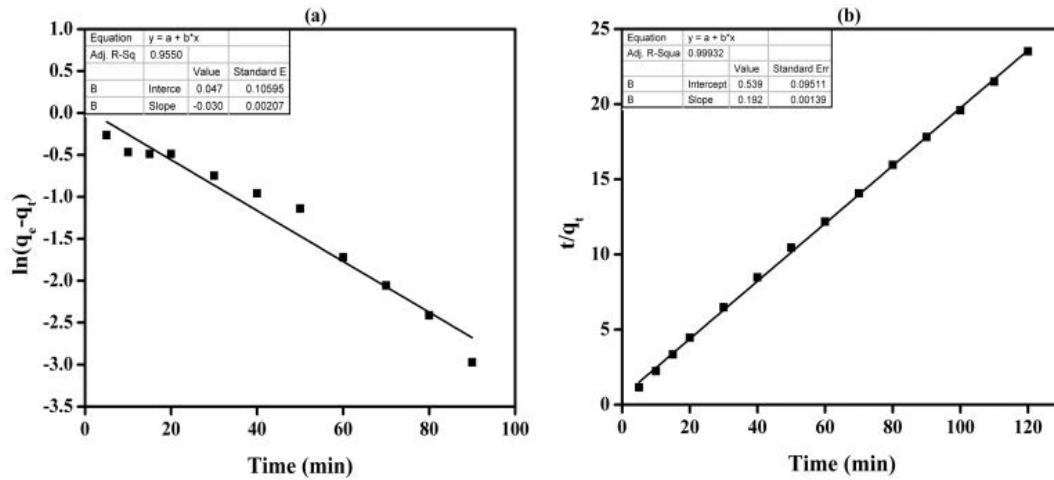 (a)
Equation y = a + b*x
Adj. R-Sq 0.9550
Value Standard E
B Interce 0.047 0.10595
B Slope -0.030 0.00207
1.0
0.5
0.0
-0.5
-1.0
-1.5
-2.0
-2.5
-3.0
-3.5
ln(qe-qt)
0 20 40 60 80 100
Time (min)
(b)
Equation y = a + b*x
Adj. R-Squa 0.99932
Value Standard Err
B Intercept 0.539 0.09511
B Slope 0.192 0.00139
25
20
15
10
5
0
t/qt
0 20 40 60 80 100 120
Time (min)